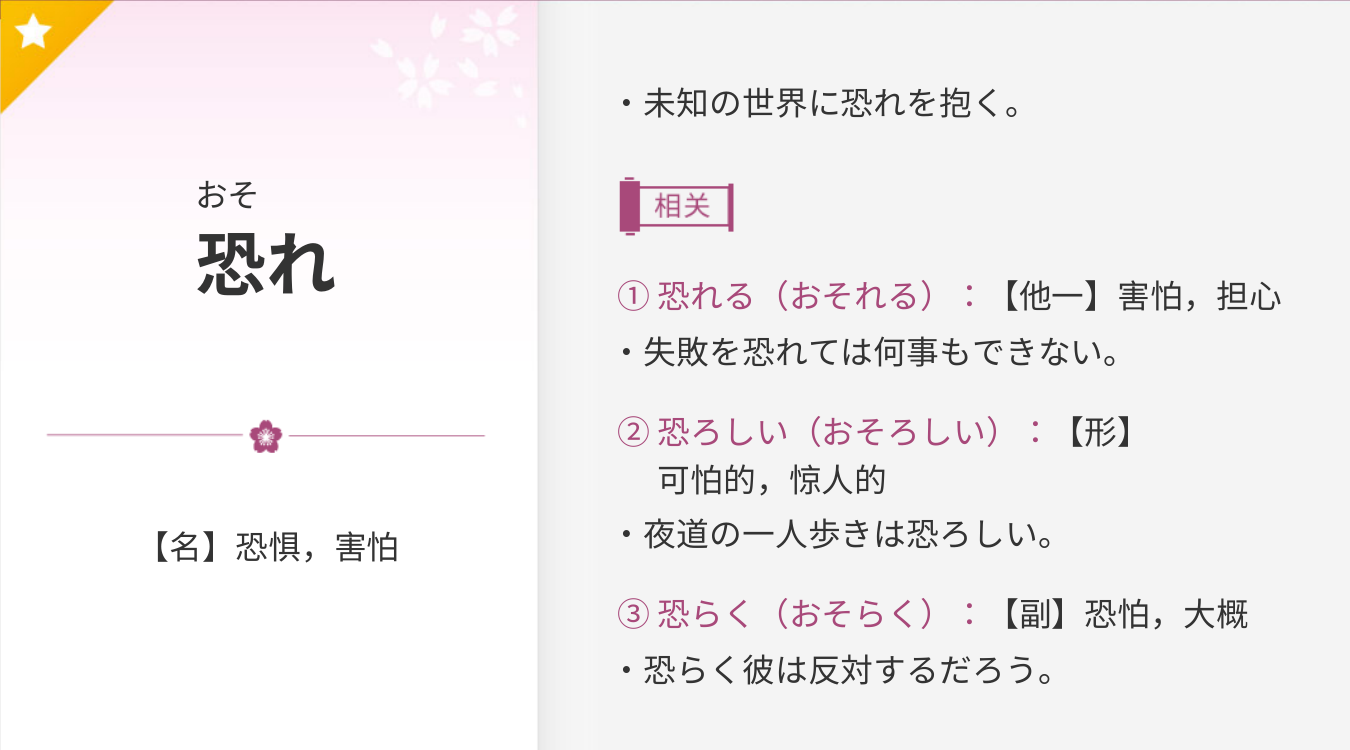 おそ
恐れ
【名】恐惧，害怕
・未知の世界に恐れを抱く。
相关
① 恐れる（おそれる）：【他一】害怕，担心
・失敗を恐れては何事もできない。
② 恐ろしい（おそろしい）：【形】
可怕的，惊人的
・夜道の一人歩きは恐ろしい。
③ 恐らく（おそらく）：【副】恐怕，大概
・恐らく彼は反対するだろう。